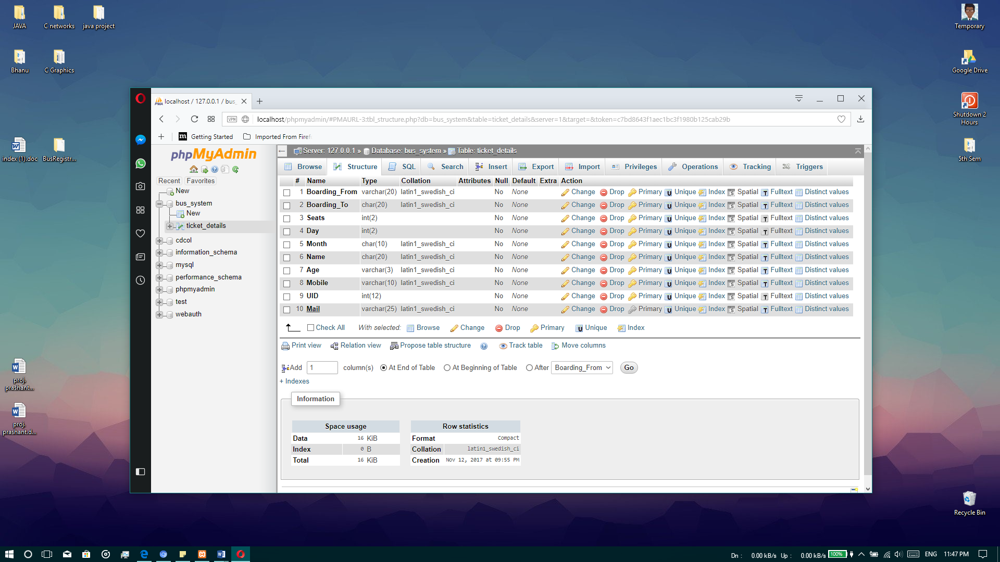 JAVA
C networks
java project
Bhanu
C Graphics
index (1).doc
BusRegistr...
proj. prashant...
proj. prashant.d...
Temporary
Google Drive
Shutdown 2 Hours
5th Sem
Recycle Bin
localhost / 127.0.0.1 / bus_
VPN
localhost/phpmyadmin/#PMAURL-3:tbl_structure.php?db=bus_system&table=ticket_details&server=1&target=&token=c7bd8643f1aec1bc3f1980b125cab29b
Getting Started
Imported From Firef
phpMyAdmin
Recent Favorites
New
bus_system
New
ticket_details
cdcol
information_schema
mysql
performance_schema
phpmyadmin
test
webauth
Server: 127.0.0.1 » Database: bus_system » Table: ticket_details
Browse Structure SQL Search Insert Export Import Privileges Operations Tracking Triggers
# Name Type Collation Attributes Null Default Extra Action
1 Boarding_From varchar(20) latin1_swedish_ci No None Change Drop Primary Unique Index Spatial Fulltext Distinct values
2 Boarding_To char(20) latin1_swedish_ci No None Change Drop Primary Unique Index Spatial Fulltext Distinct values
3 Seats int(2) No None Change Drop Primary Unique Index Spatial Fulltext Distinct values
4 Day int(2) No None Change Drop Primary Unique Index Spatial Fulltext Distinct values
5 Month char(10) latin1_swedish_ci No None Change Drop Primary Unique Index Spatial Fulltext Distinct values
6 Name char(20) latin1_swedish_ci No None Change Drop Primary Unique Index Spatial Fulltext Distinct values
7 Age varchar(3) latin1_swedish_ci No None Change Drop Primary Unique Index Spatial Fulltext Distinct values
8 Mobile varchar(10) latin1_swedish_ci No None Change Drop Primary Unique Index Spatial Fulltext Distinct values
9 UID int(12) No None Change Drop Primary Unique Index Spatial Fulltext Distinct values
10 Mail varchar(25) latin1_swedish_ci No None Change Drop Primary Unique Index Spatial Fulltext Distinct values
Check All With selected: Browse Change Drop Primary Unique Index
Print view Relation view Propose table structure Track table Move columns
Add 1 column(s) At End of Table At Beginning of Table After Boarding_From Go
+ Indexes
Information
Space usage
Data 16 KiB
Index 0 B
Total 16 KiB
Row statistics
Format Compact
Collation latin1_swedish_ci
Creation Nov 12, 2017 at 09:55 PM
Dn : 0.00 kB/s Up : 0.00 kB/s 100% ENG 11:47 PM